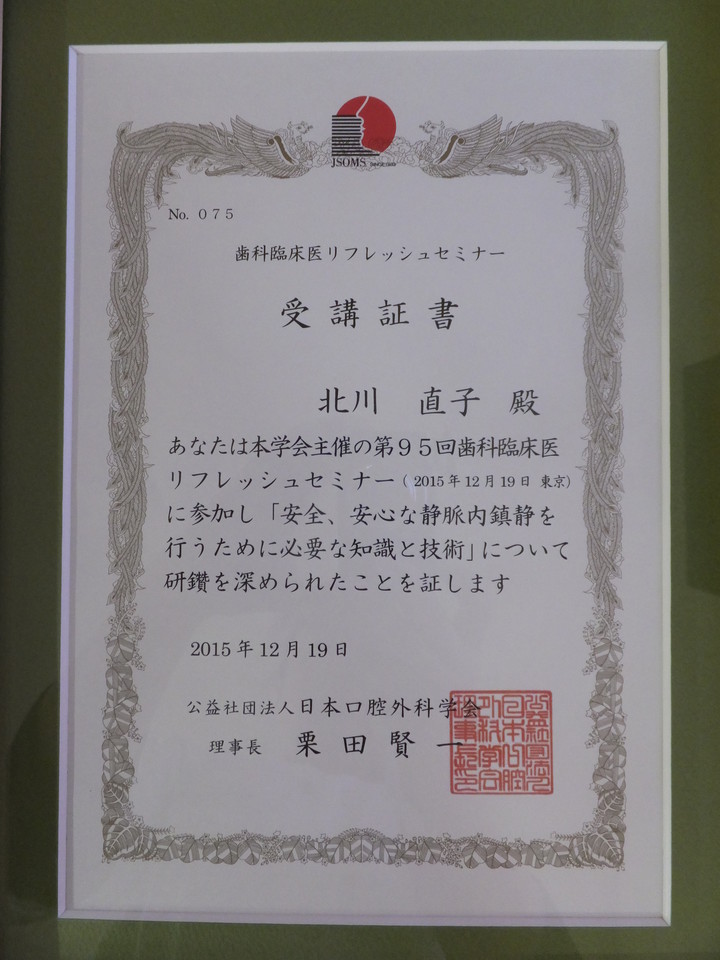 JSOMS
No. 075
歯科臨床医リフレッシュセミナー
受講証書
北川 直子 殿
あなたは本学会主催の第95回歯科臨床医
リフレッシュセミナー(2015年12月19日 東京)
に参加し「安全、安心な静脈内鎮静を
行うために必要な知識と技術」について
研鑽を深められたことを証します
2015年12月19日
公益社団法人日本口腔外科学会
理事長 栗田賢一